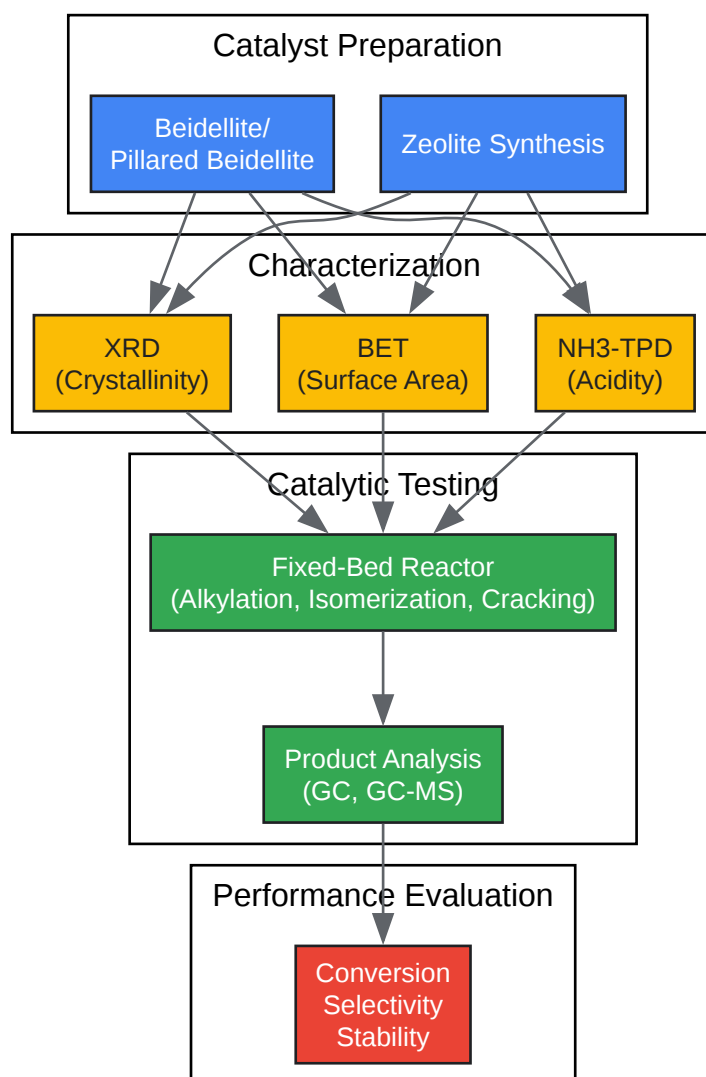 Catalyst Preparation
Beidellite/
Pillared Beidellite
Zeolite Synthesis
Characterization
XRD
(Crystallinity)
BET
(Surface Area)
NH3-TPD
(Acidity)
Catalytic Testing
Fixed-Bed Reactor
(Alkylation, Isomerization, Cracking)
Product Analysis
(GC, GC-MS)
Performance Evaluation
Conversion
Selectivity
Stability